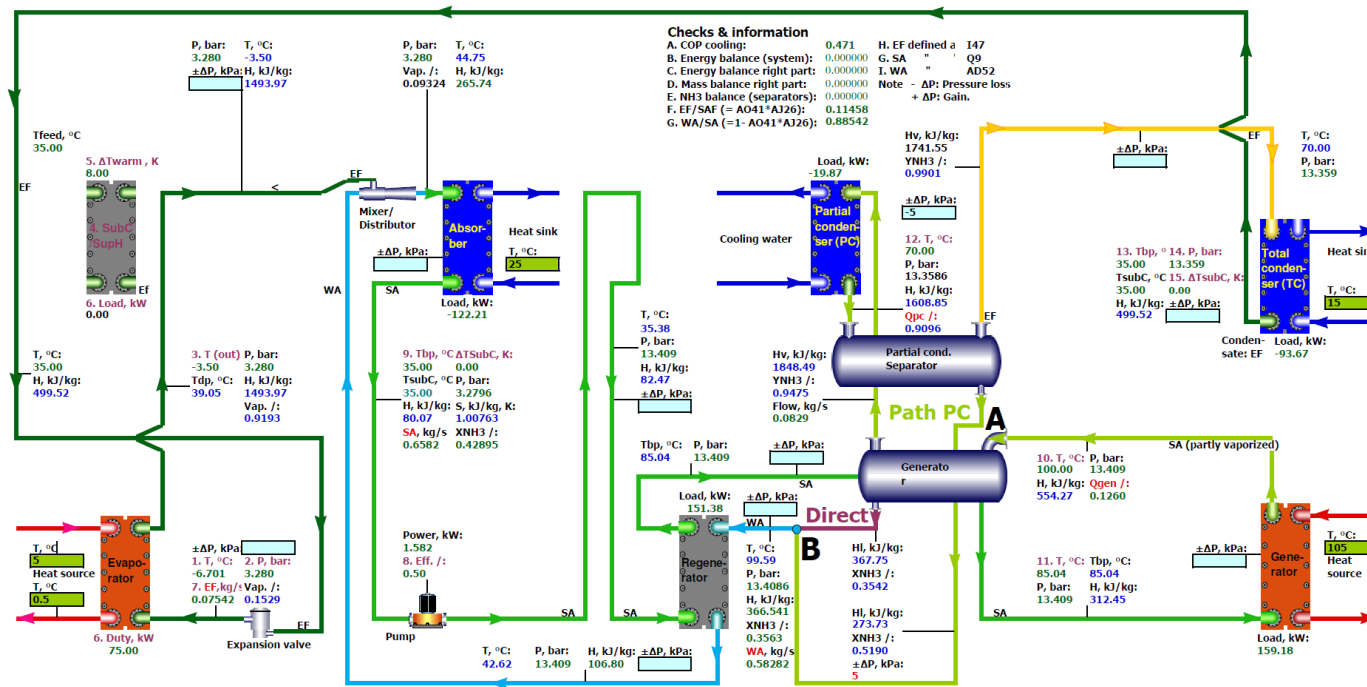 Checks & information
A. COP cooling: 0.471 H. EF defined a I47
B. Energy balance (system): 0.000000 G. SA " ' Q9
C. Energy balance right part: 0.000000 I. WA " AD52
D. Mass balance right part: 0.000000 Note - ΔP: Pressure loss
E. NH3 balance (separators): 0.000000 + ΔP: Gain.
F. EF/SAF (= AO41*AJ26): 0.11458
G. WA/SA (=1- AO41*AJ26): 0.88542
P, bar: T, °C:
3.280 -3.50
±ΔP, kPa: H, kJ/kg:
1493.97
P, bar: T, °C:
3.280 44.75
Vap. /: H, kJ/kg:
0.09324 265.74
Tfeed, °C
35.00
5. ΔTwarm , K
8.00
4. SubC
/SupH
Ef
6. Load, kW
0.00
EF
<
EF
Mixer/
Distributor
WA
SA
Absor-
ber
Heat sink
T, °C:
25
±ΔP, kPa:
Load, kW:
-122.21
Cooling water
Load, kW:
-19.87
Partial
conden-
ser (PC)
Hv, kJ/kg:
1741.55
YNH3 /:
0.9901
±ΔP, kPa:
-5
12. T, °C:
70.00
P, bar:
13.3586
H, kJ/kg:
1608.85
Qpc /:
0.9096
EF
±ΔP, kPa:
EF
T, °C:
70.00
P, bar:
13.359
Total
conden-
ser (TC)
Heat sin
T, °C:
15
13. Tbp, ° 14. P, bar:
35.00 13.359
TsubC, °C 15. ΔTsubC, K:
35.00 0.00
H, kJ/kg: ±ΔP, kPa:
499.52
Conden-
sate: EF
Load, kW:
-93.67
T, °C:
35.00
H, kJ/kg:
499.52
3. T (out) P, bar:
-3.50 3.280
Tdp, °C: H, kJ/kg:
39.05 1493.97
Vap. /:
0.9193
9. Tbp, °C ΔTSubC, K:
35.00 0.00
TsubC, °C P, bar:
35.00 3.2796
H, kJ/kg: S, kJ/kg, K:
80.07 1.00763
SA, kg/s XNH3 /:
0.6582 0.42895
T, °C:
35.38
P, bar:
13.409
H, kJ/kg:
82.47
±ΔP, kPa:
Hv, kJ/kg:
1848.49
YNH3 /:
0.9475
Flow, kg/s
0.0829
Partial cond.
Separator
Path PC
A
SA (partly vaporized)
Tbp, °C: P, bar:
85.04 13.409
±ΔP, kPa:
SA
Generato
r
10. T, °C: P, bar:
100.00 13.409
H, kJ/kg: Qgen /:
554.27 0.1260
Load, kW:
151.38
±ΔP, kPa:
WA
Direct
B
Regene-
rator
T, °C:
99.59
P, bar:
13.4086
H, kJ/kg:
366.541
XNH3 /:
0.3563
WA, kg/s
0.58282
Hl, kJ/kg:
367.75
XNH3 /:
0.3542
Hl, kJ/kg:
273.73
XNH3 /:
0.5190
±ΔP, kPa:
5
11. T, °C: Tbp, °C:
85.04 85.04
P, bar: H, kJ/kg:
13.409 312.45
SA
±ΔP, kPa:
Gene-
rator
T, °C:
105
Heat
source
Load, kW:
159.18
T, °C
5
Heat source
T, °C:
0.5
Evapo-
rator
6. Duty, kW
75.00
±ΔP, kPa:
1. T, °C: 2. P, bar:
-6.701 3.280
7. EF,kg/s Vap. /:
0.07542 0.1529
EF
EF
Expansion valve
Power, kW:
1.582
8. Eff. /:
0.50
Pump
SA
SA
T, °C: P, bar: H, kJ/kg: ±ΔP, kPa:
42.62 13.409 106.80